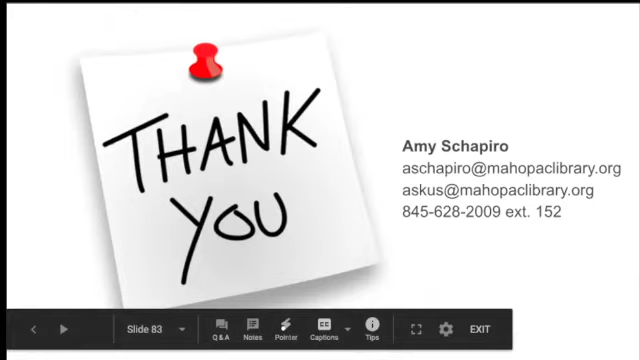 THANK
YOU
Amy Schapiro
aschapiro@mahopaclibrary.org
askus@mahopaclibrary.org
845-628-2009 ext. 152
Slide 83
Q & A
Notes
Pointer
Captions
Tips
EXIT